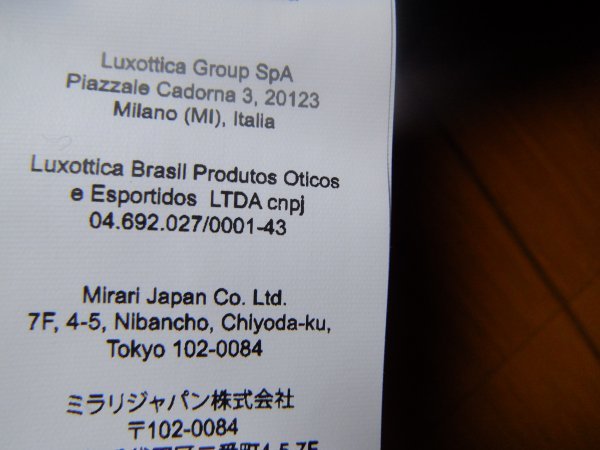 Luxottica Group SpA
Piazzale Cadorna 3, 20123
Milano (MI), Italia
Luxottica Brasil Produtos Oticos
e Esportidos LTDA cnpj
04.692.027/0001-43
Mirari Japan Co. Ltd.
7F, 4-5, Nibancho, Chiyoda-ku,
Tokyo 102-0084
ミラリジャパン株式会社
〒102-0084